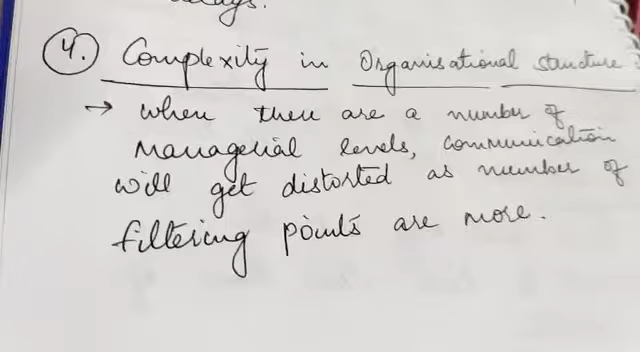 delays.
4. Complexity in Organisational structure:
→ when there are a number of
Managerial levels, communication
will get distorted as number of
filtering points are more.